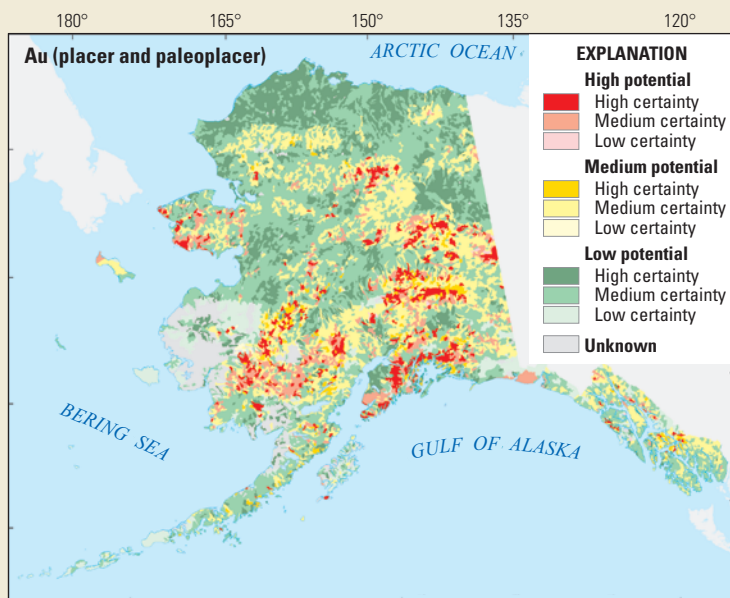 180° 165° 150° 135° 120°
Au (placer and paleoplacer)
ARCTIC OCEAN
EXPLANATION
High potential
High certainty
Medium certainty
Low certainty
Medium potential
High certainty
Medium certainty
Low certainty
Low potential
High certainty
Medium certainty
Low certainty
Unknown
BERING SEA
GULF OF ALASKA